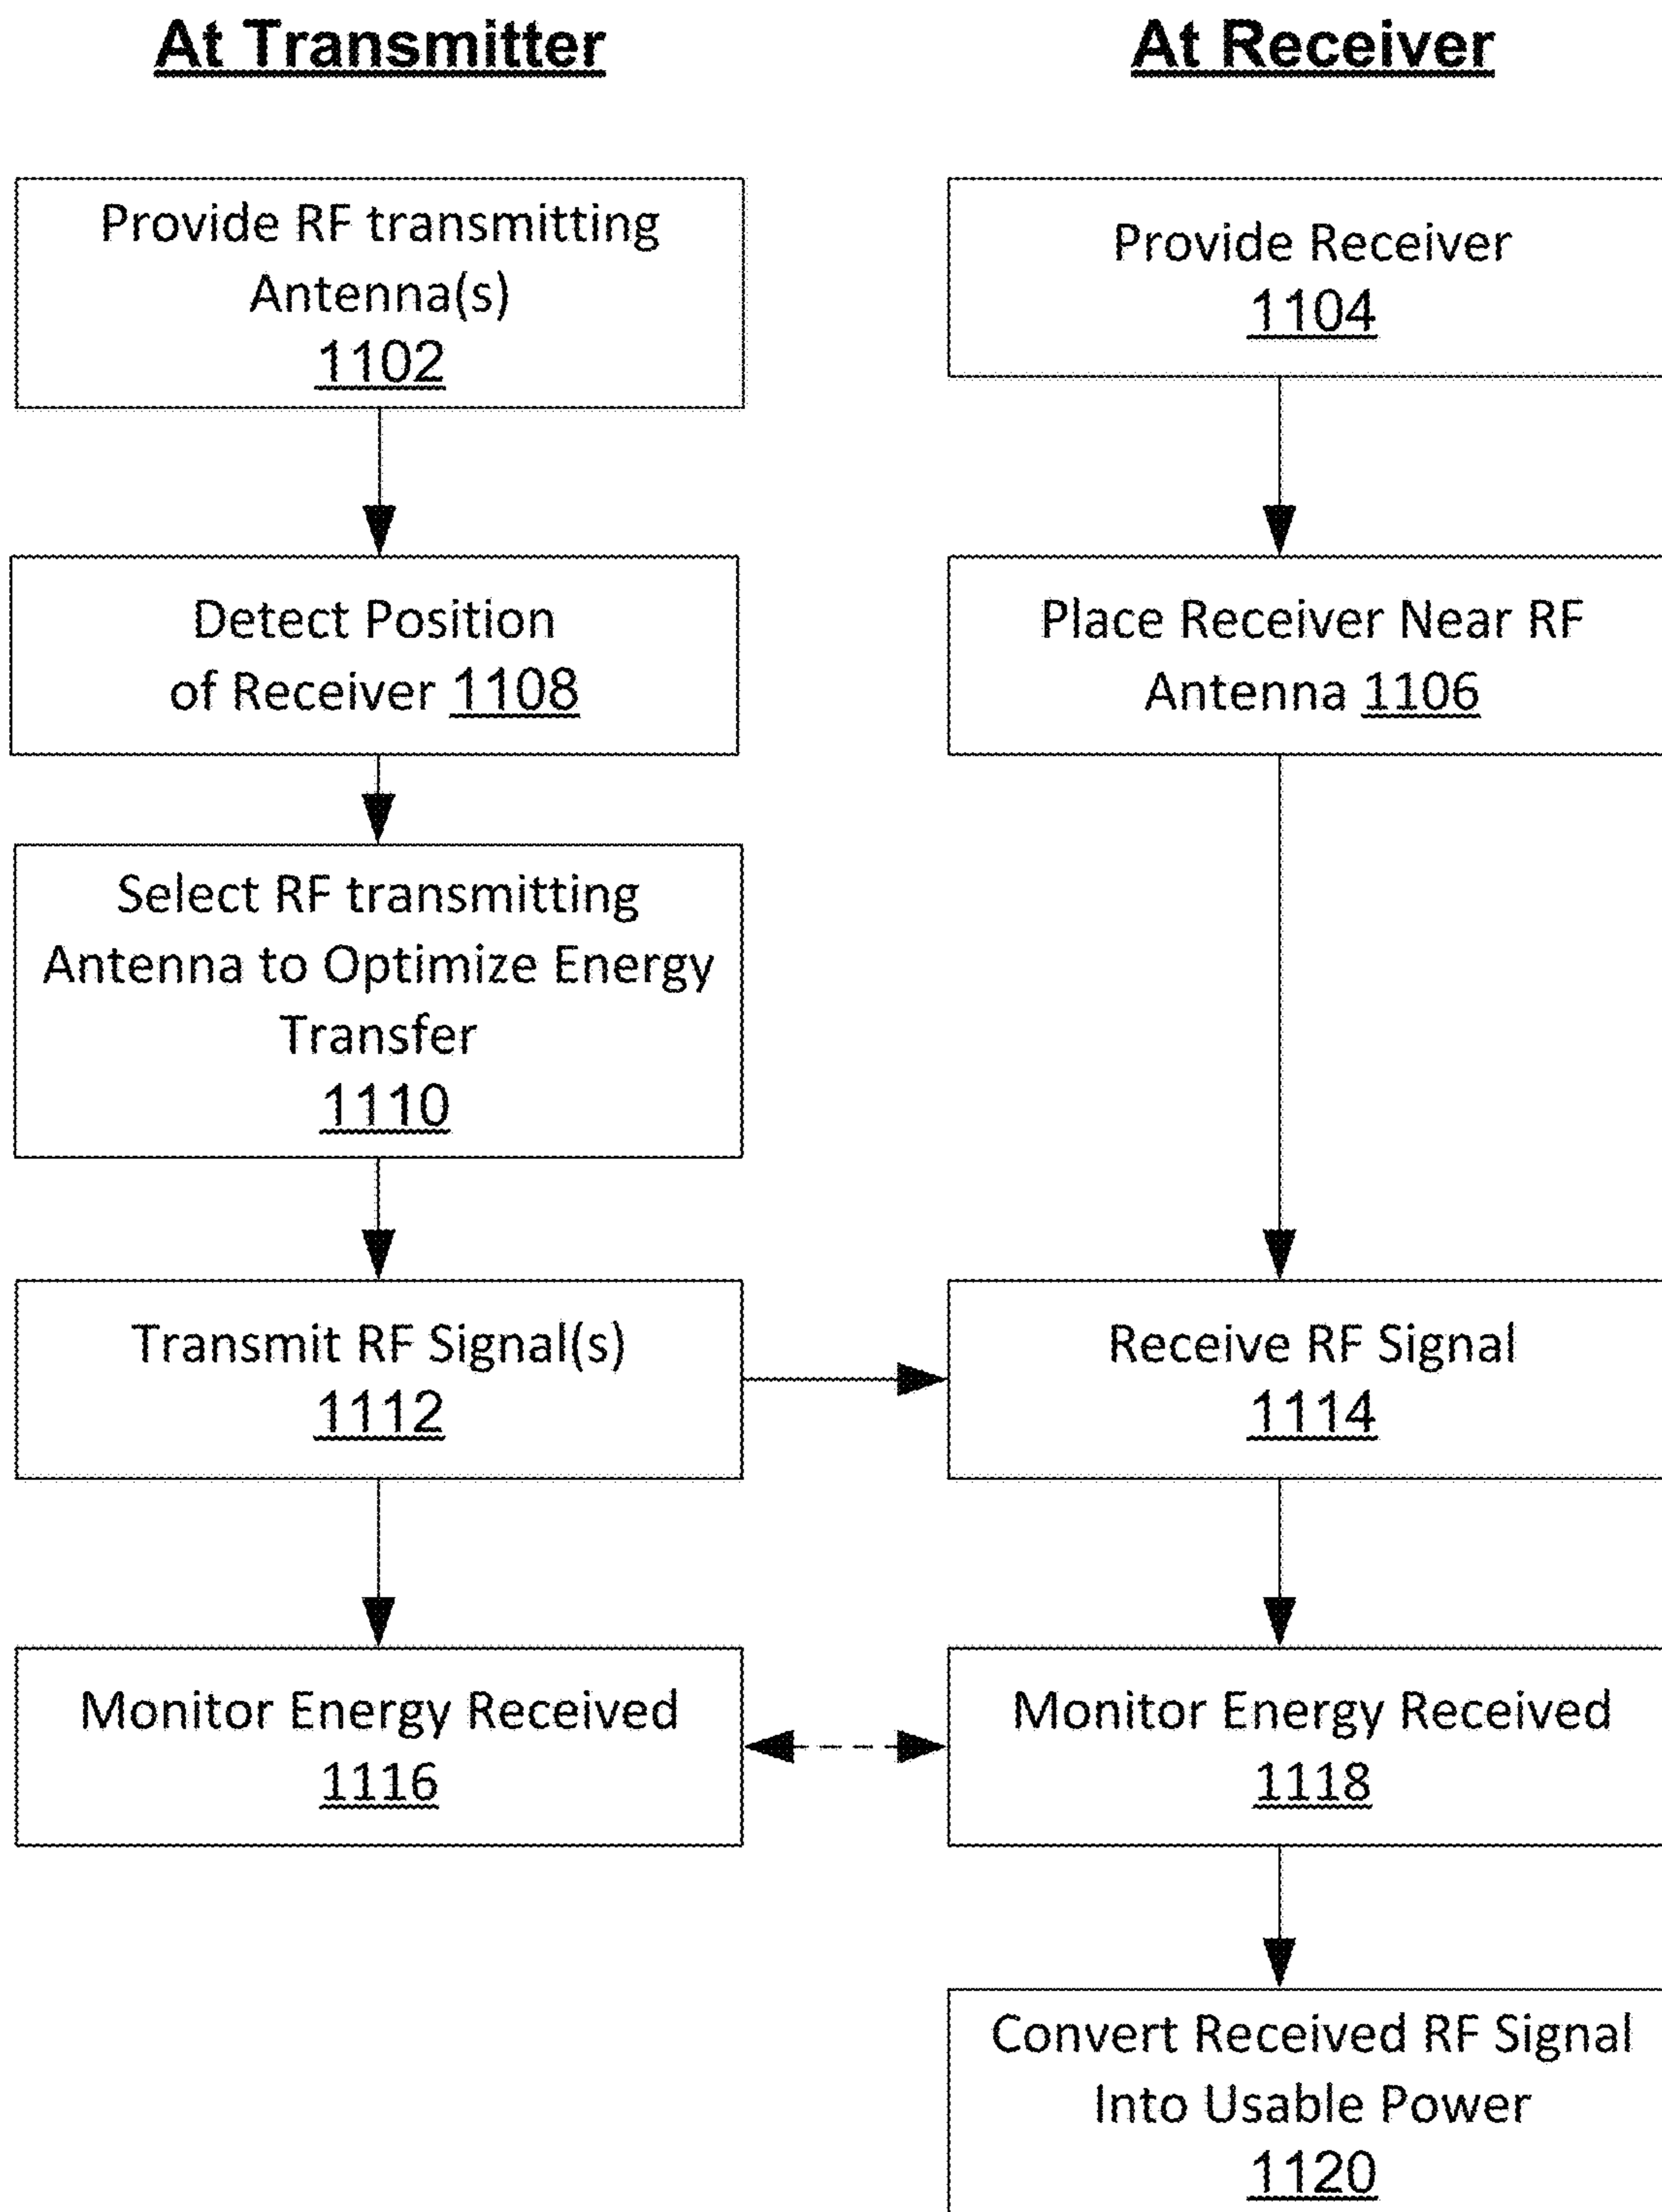 At Transmitter
At Receiver
Provide RF transmitting
Antenna(s)
1102
Provide Receiver
1104
Detect Position
of Receiver 1108
Place Receiver Near RF
Antenna 1106
Select RF transmitting
Antenna to Optimize Energy
Transfer
1110
Transmit RF Signal(s)
1112
Receive RF Signal
1114
Monitor Energy Received
1116
Monitor Energy Received
1118
Convert Received RF Signal
Into Usable Power
1120